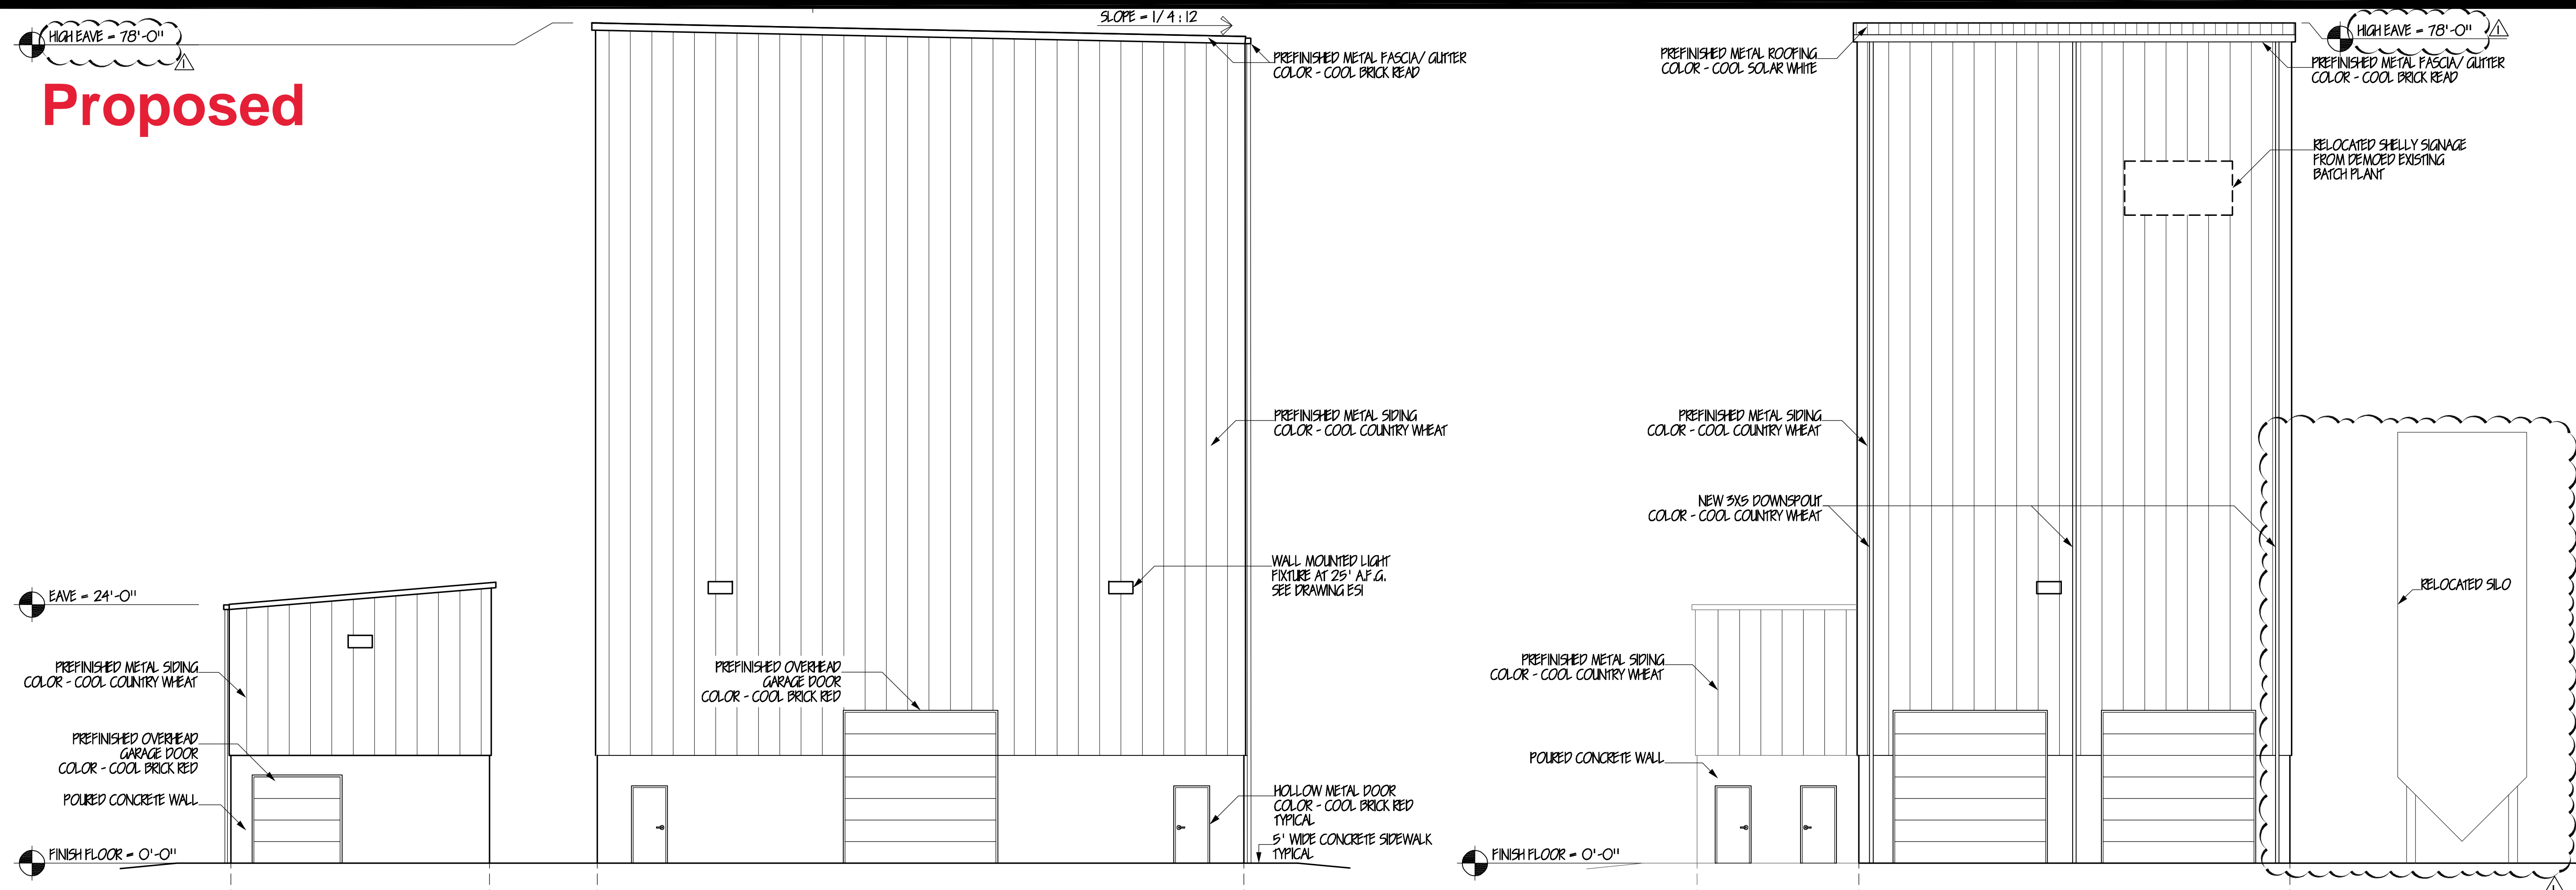 HIGH EAVE = 78'-0"
1
Proposed
SLOPE = 1/4:12
PREFINISHED METAL FASCIA/ GUTTER
COLOR - COOL BRICK READ
PREFINISHED METAL SIDING
COLOR - COOL COUNTRY WHEAT
WALL MOUNTED LIGHT
FIXTURE AT 25' A.F.G.
SEE DRAWING ES1
EAVE = 24'-0"
PREFINISHED METAL SIDING
COLOR - COOL COUNTRY WHEAT
PREFINISHED OVERHEAD
GARAGE DOOR
COLOR - COOL BRICK RED
POURED CONCRETE WALL
FINISH FLOOR = 0'-0"
PREFINISHED OVERHEAD
GARAGE DOOR
COLOR - COOL BRICK RED
HOLLOW METAL DOOR
COLOR - COOL BRICK RED
TYPICAL
5' WIDE CONCRETE SIDEWALK
TYPICAL
PREFINISHED METAL ROOFING
COLOR - COOL SOLAR WHITE
HIGH EAVE = 78'-0"
1
PREFINISHED METAL FASCIA/ GUTTER
COLOR - COOL BRICK READ
RELOCATED SHELLY SIGNAGE
FROM DEMOED EXISTING
BATCH PLANT
PREFINISHED METAL SIDING
COLOR - COOL COUNTRY WHEAT
NEW 3X5 DOWNSPOUT
COLOR - COOL COUNTRY WHEAT
RELOCATED SILO
PREFINISHED METAL SIDING
COLOR - COOL COUNTRY WHEAT
POURED CONCRETE WALL
FINISH FLOOR = 0'-0"